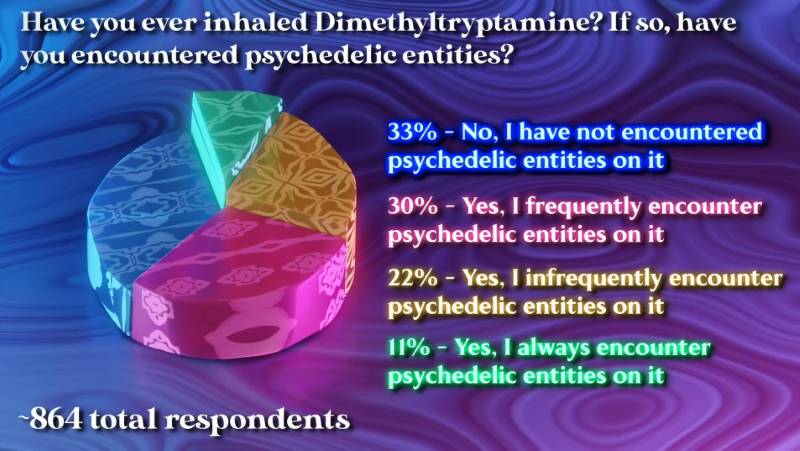 Have you ever inhaled Dimethyltryptamine? If so, have
you encountered psychedelic entities?
33% - No, I have not encountered
psychedelic entities on it
30% - Yes, I frequently encounter
psychedelic entities on it
22% - Yes, I infrequently encounter
psychedelic entities on it
11% - Yes, I always encounter
psychedelic entities on it
~864 total respondents